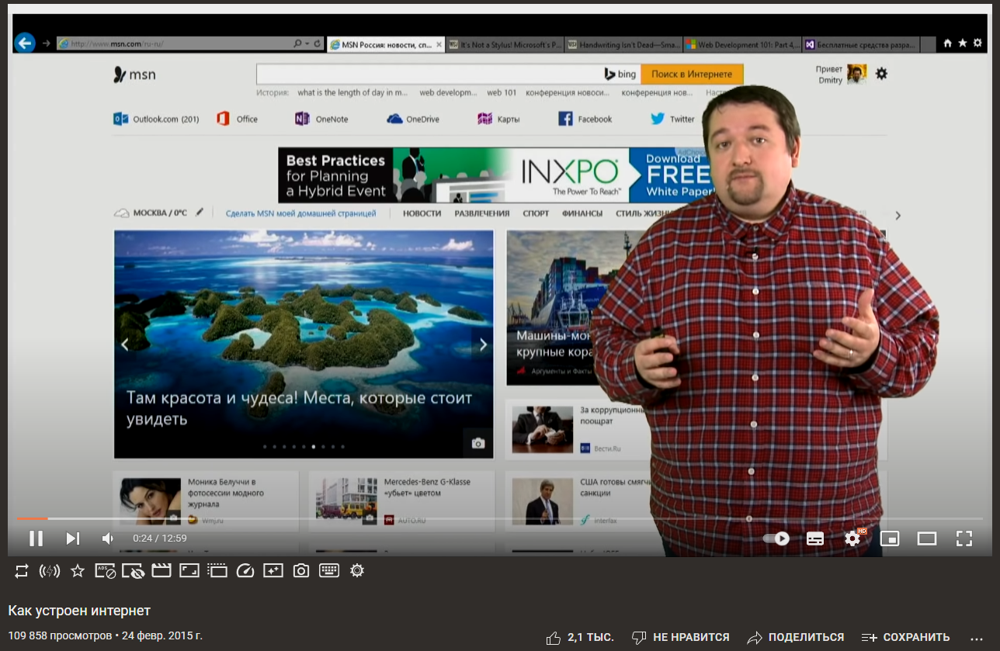 http://www.msn.com/ru-ru/
MSN Россия: новости, сп...
It's Not a Stylus! Microsoft's P...
Handwriting Isn't Dead—Sma...
Web Development 101: Part 4,...
Бесплатные средства разра...
msn
bing
Поиск в Интернете
Привет
Dmitry
История: what is the length of day in m... web developm... web 101 конференция новоси... конференция нов... Наст
Outlook.com (201) Office OneNote OneDrive Карты Facebook Twitter
Best Practices
for Planning
a Hybrid Event
INXPO
The Power To Reach™
Download
FREE
White Paper
МОСКВА / 0°C
Сделать MSN моей домашней страницей
НОВОСТИ РАЗВЛЕЧЕНИЯ СПОРТ ФИНАНСЫ СТИЛЬ ЖИЗН
Там красота и чудеса! Места, которые стоит
увидеть
Машины-мон
крупные кора
Аргументы и Факты
За коррупционн
поощрат
Вести.Ru
Моника Белуччи в
фотосессии модного
журнала
Wmj.ru
Mercedes-Benz G-Klasse
«убьет» цветом
AUTO.RU
США готовы смягч
санкции
Interfax
0:24 / 12:59
HD
ADS
Как устроен интернет
109 858 просмотров • 24 февр. 2015 г.
2,1 ТЫС.
НЕ НРАВИТСЯ
ПОДЕЛИТЬСЯ
СОХРАНИТЬ